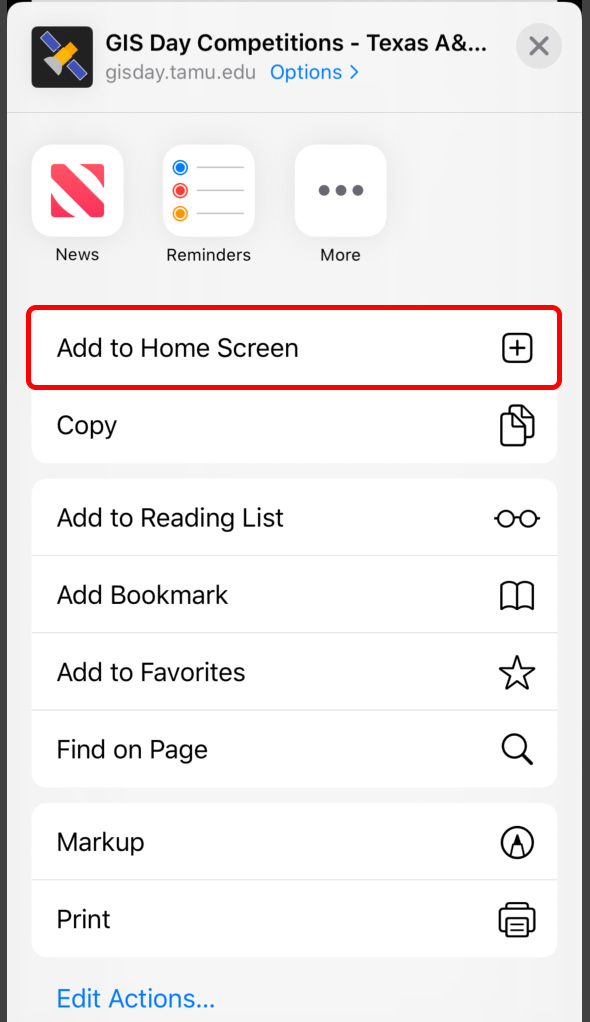 GIS Day Competitions - Texas A&...
gisday.tamu.edu Options >
News Reminders More
Add to Home Screen
Copy
Add to Reading List
Add Bookmark
Add to Favorites
Find on Page
Markup
Print
Edit Actions...